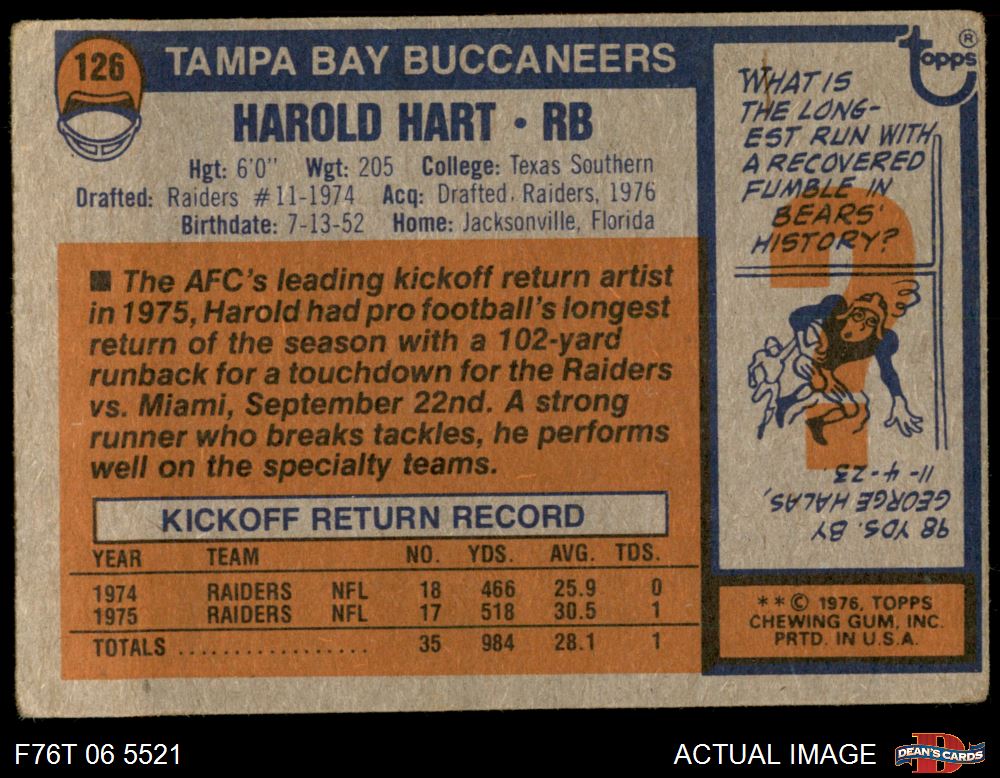 126
TAMPA BAY BUCCANEERS
HAROLD HART • RB
Hgt: 6'0" Wgt: 205 College: Texas Southern
Drafted: Raiders #11-1974 Acq: Drafted, Raiders, 1976
Birthdate: 7-13-52 Home: Jacksonville, Florida
■ The AFC's leading kickoff return artist
in 1975, Harold had pro football's longest
return of the season with a 102-yard
runback for a touchdown for the Raiders
vs. Miami, September 22nd. A strong
runner who breaks tackles, he performs
well on the specialty teams.
KICKOFF RETURN RECORD
YEAR TEAM NO. YDS. AVG. TDS.
1974 RAIDERS NFL 18 466 25.9 0
1975 RAIDERS NFL 17 518 30.5 1
TOTALS ................. 35 984 28.1 1
Topps ®
WHAT IS
THE LONG-
EST RUN WITH
A RECOVERED
FUMBLE IN
BEARS'
HISTORY?
?
98 YDS. BY
GEORGE HALAS,
11-4-23
** © 1976, TOPPS
CHEWING GUM, INC.
PRTD. IN U.S.A.
F76T 06 5521
ACTUAL IMAGE
DEAN'S CARDS